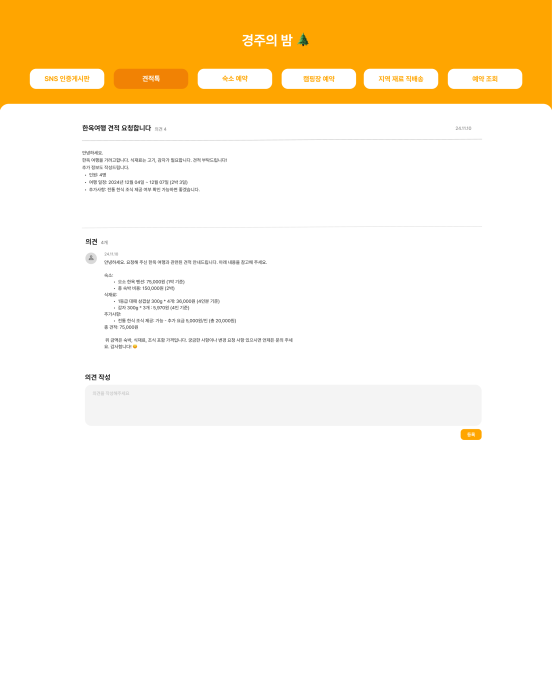 경주의 밤 🌲
SNS 인증게시판
견적톡
숙소 예약
캠핑장 예약
지역 재료 직배송
예약 조회
한옥여행 견적 요청합니다 의견 4
24.11.10
안녕하세요.
한옥 여행을 가려고합니다. 식재료는 고기, 감자가 필요합니다. 견적 부탁드립니다!
추가 정보도 작성드립니다.
• 인원: 4명
• 여행 일정: 2024년 12월 04일 ~ 12월 07일 (2박 3일)
• 추가사항: 전통 한식 조식 제공 여부 확인 가능하면 좋겠습니다.
의견 4개
24.11.11
안녕하세요. 요청해 주신 한옥 여행과 관련된 견적 안내드립니다. 아래 내용을 참고해 주세요.
숙소:
• 오소 한옥 펜션: 75,000원 (1박 기준)
• 총 숙박 비용: 150,000원 (2박)
식재료:
• 1등급 대패 삼겹살 300g * 4개: 36,000원 (4인분 기준)
• 감자 300g * 3개 : 5,970원 (4인 기준)
추가사항:
• 전통 한식 조식 제공: 가능 - 추가 요금 5,000원/인 (총 20,000원)
총 견적: 75,000원
위 금액은 숙박, 식재료, 조식 포함 가격입니다. 궁금한 사항이나 변경 요청 사항 있으시면 언제든 문의 주세
요. 감사합니다! 😊
의견 작성
의견을 작성해주세요
등록